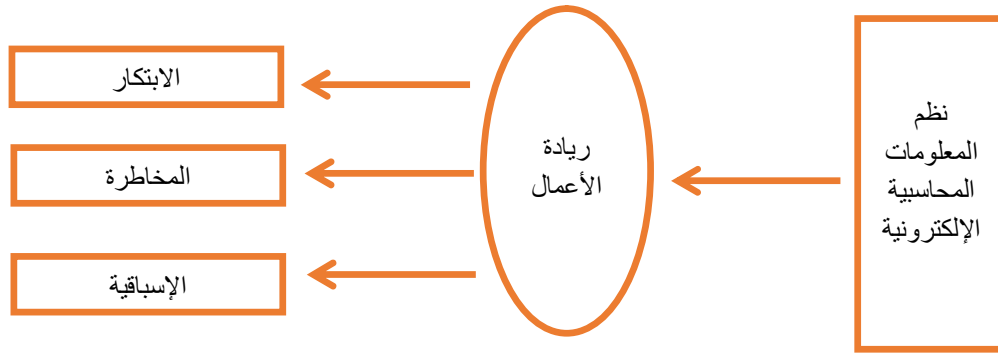 نظم
المعلومات
المحاسبية
الإلكترونية
ريادة
الأعمال
الابتكار
المخاطرة
الإسباقية